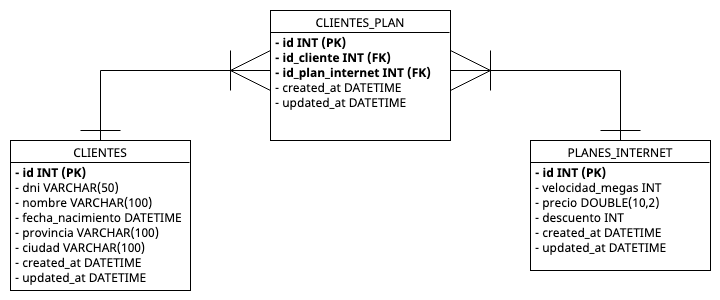 CLIENTES_PLAN
- id INT (PK)
- id_cliente INT (FK)
- id_plan_internet INT (FK)
- created_at DATETIME
- updated_at DATETIME
CLIENTES
- id INT (PK)
- dni VARCHAR(50)
- nombre VARCHAR(100)
- fecha_nacimiento DATETIME
- provincia VARCHAR(100)
- ciudad VARCHAR(100)
- created_at DATETIME
- updated_at DATETIME
PLANES_INTERNET
- id INT (PK)
- velocidad_megas INT
- precio DOUBLE(10,2)
- descuento INT
- created_at DATETIME
- updated_at DATETIME